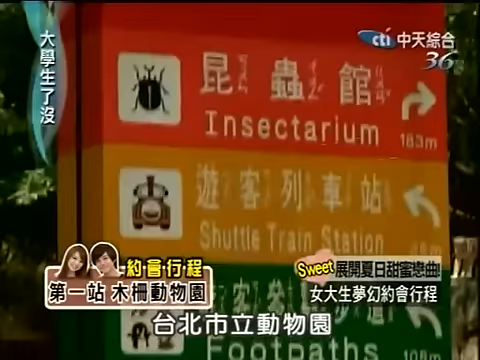 大學生了沒
cti 中天綜合
36
昆蟲館
Insectarium
183m
遊客列車站
Shuttle Train Station
約會行程
第一站 木柵動物園
Sweet 展開夏日甜蜜戀曲!
女大生夢幻約會行程
台北市立動物園
Footpaths
108m